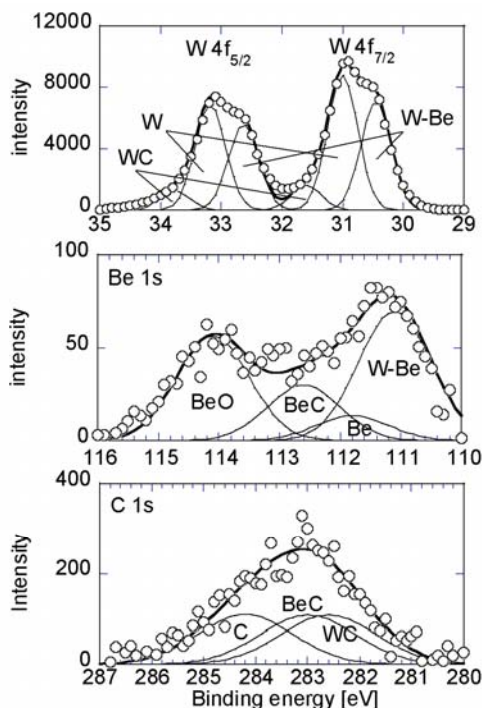 12000
W 4f5/2
W 4f7/2
8000
intensity
W
W-Be
4000
WC
0
35 34 33 32 31 30 29
100
Be 1s
intensity
50
W-Be
BeO
BeC
Be
0
116 115 114 113 112 111 110
400
C 1s
Intensity
200
BeC
C
WC
0
287 286 285 284 283 282 281 280
Binding energy [eV]